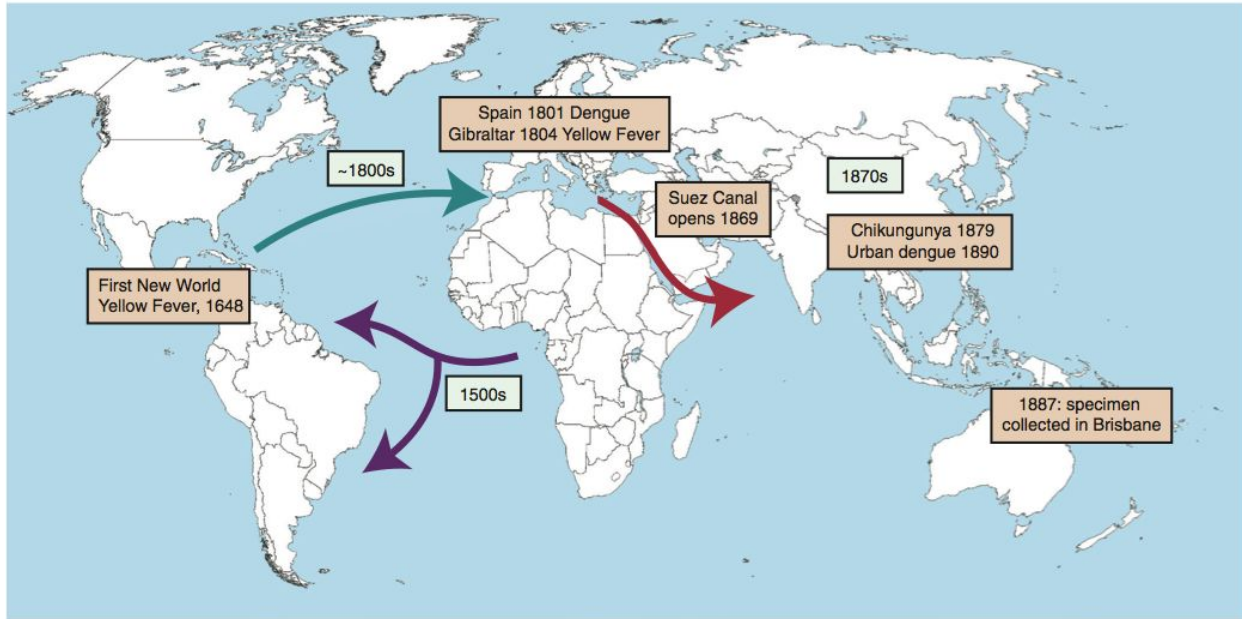 Spain 1801 Dengue
Gibraltar 1804 Yellow Fever
~1800s
1870s
Suez Canal
opens 1869
Chikungunya 1879
Urban dengue 1890
First New World
Yellow Fever, 1648
1500s
1887: specimen
collected in Brisbane